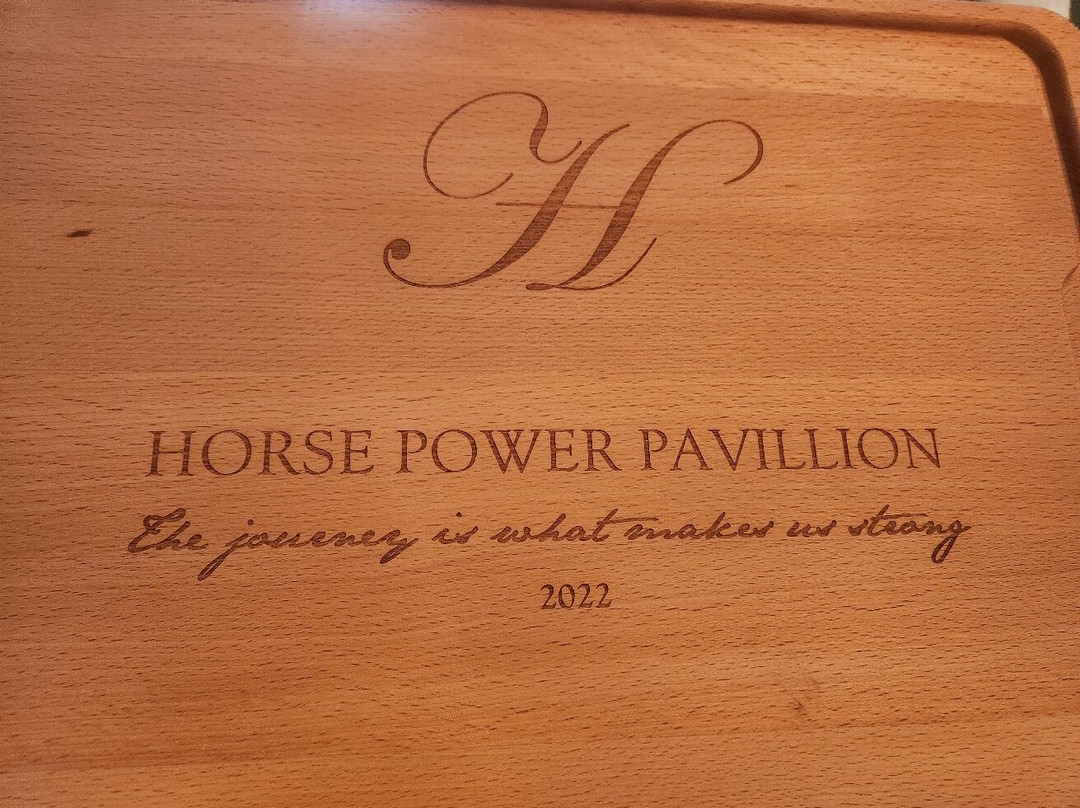 H
HORSE POWER PAVILLION
The journey is what makes us strong
2022